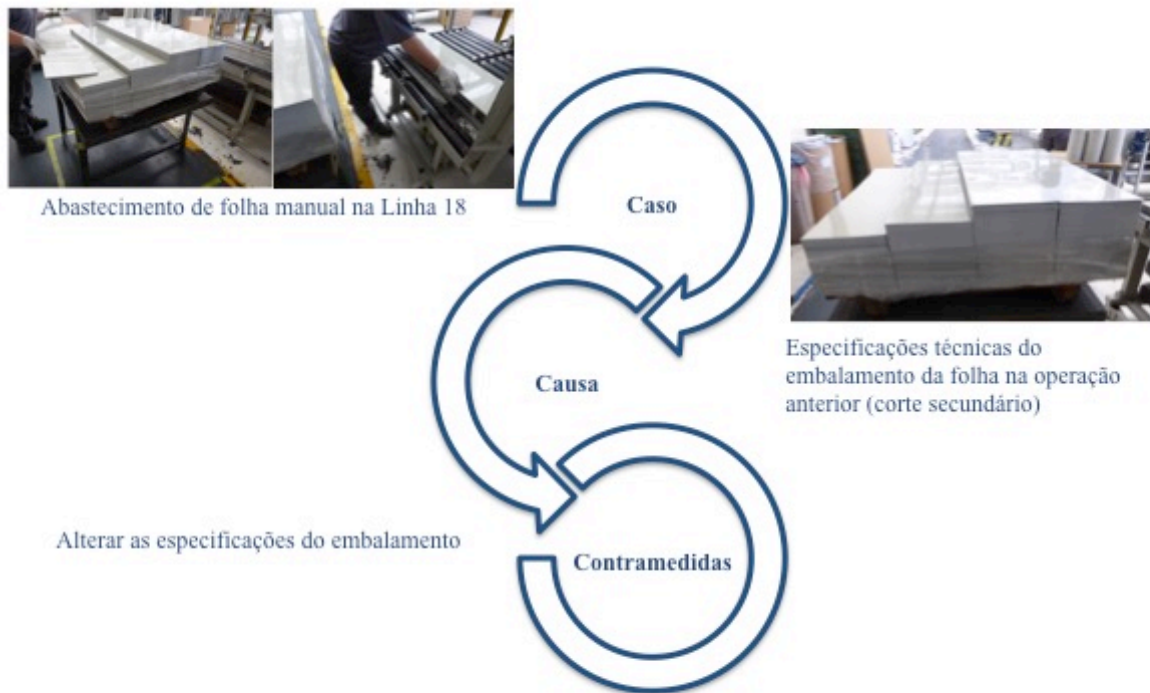 Abastecimento de folha manual na Linha 18
Caso
Especificações técnicas do
embalamento da folha na operação
anterior (corte secundário)
Causa
Alterar as especificações do embalamento
Contramedidas